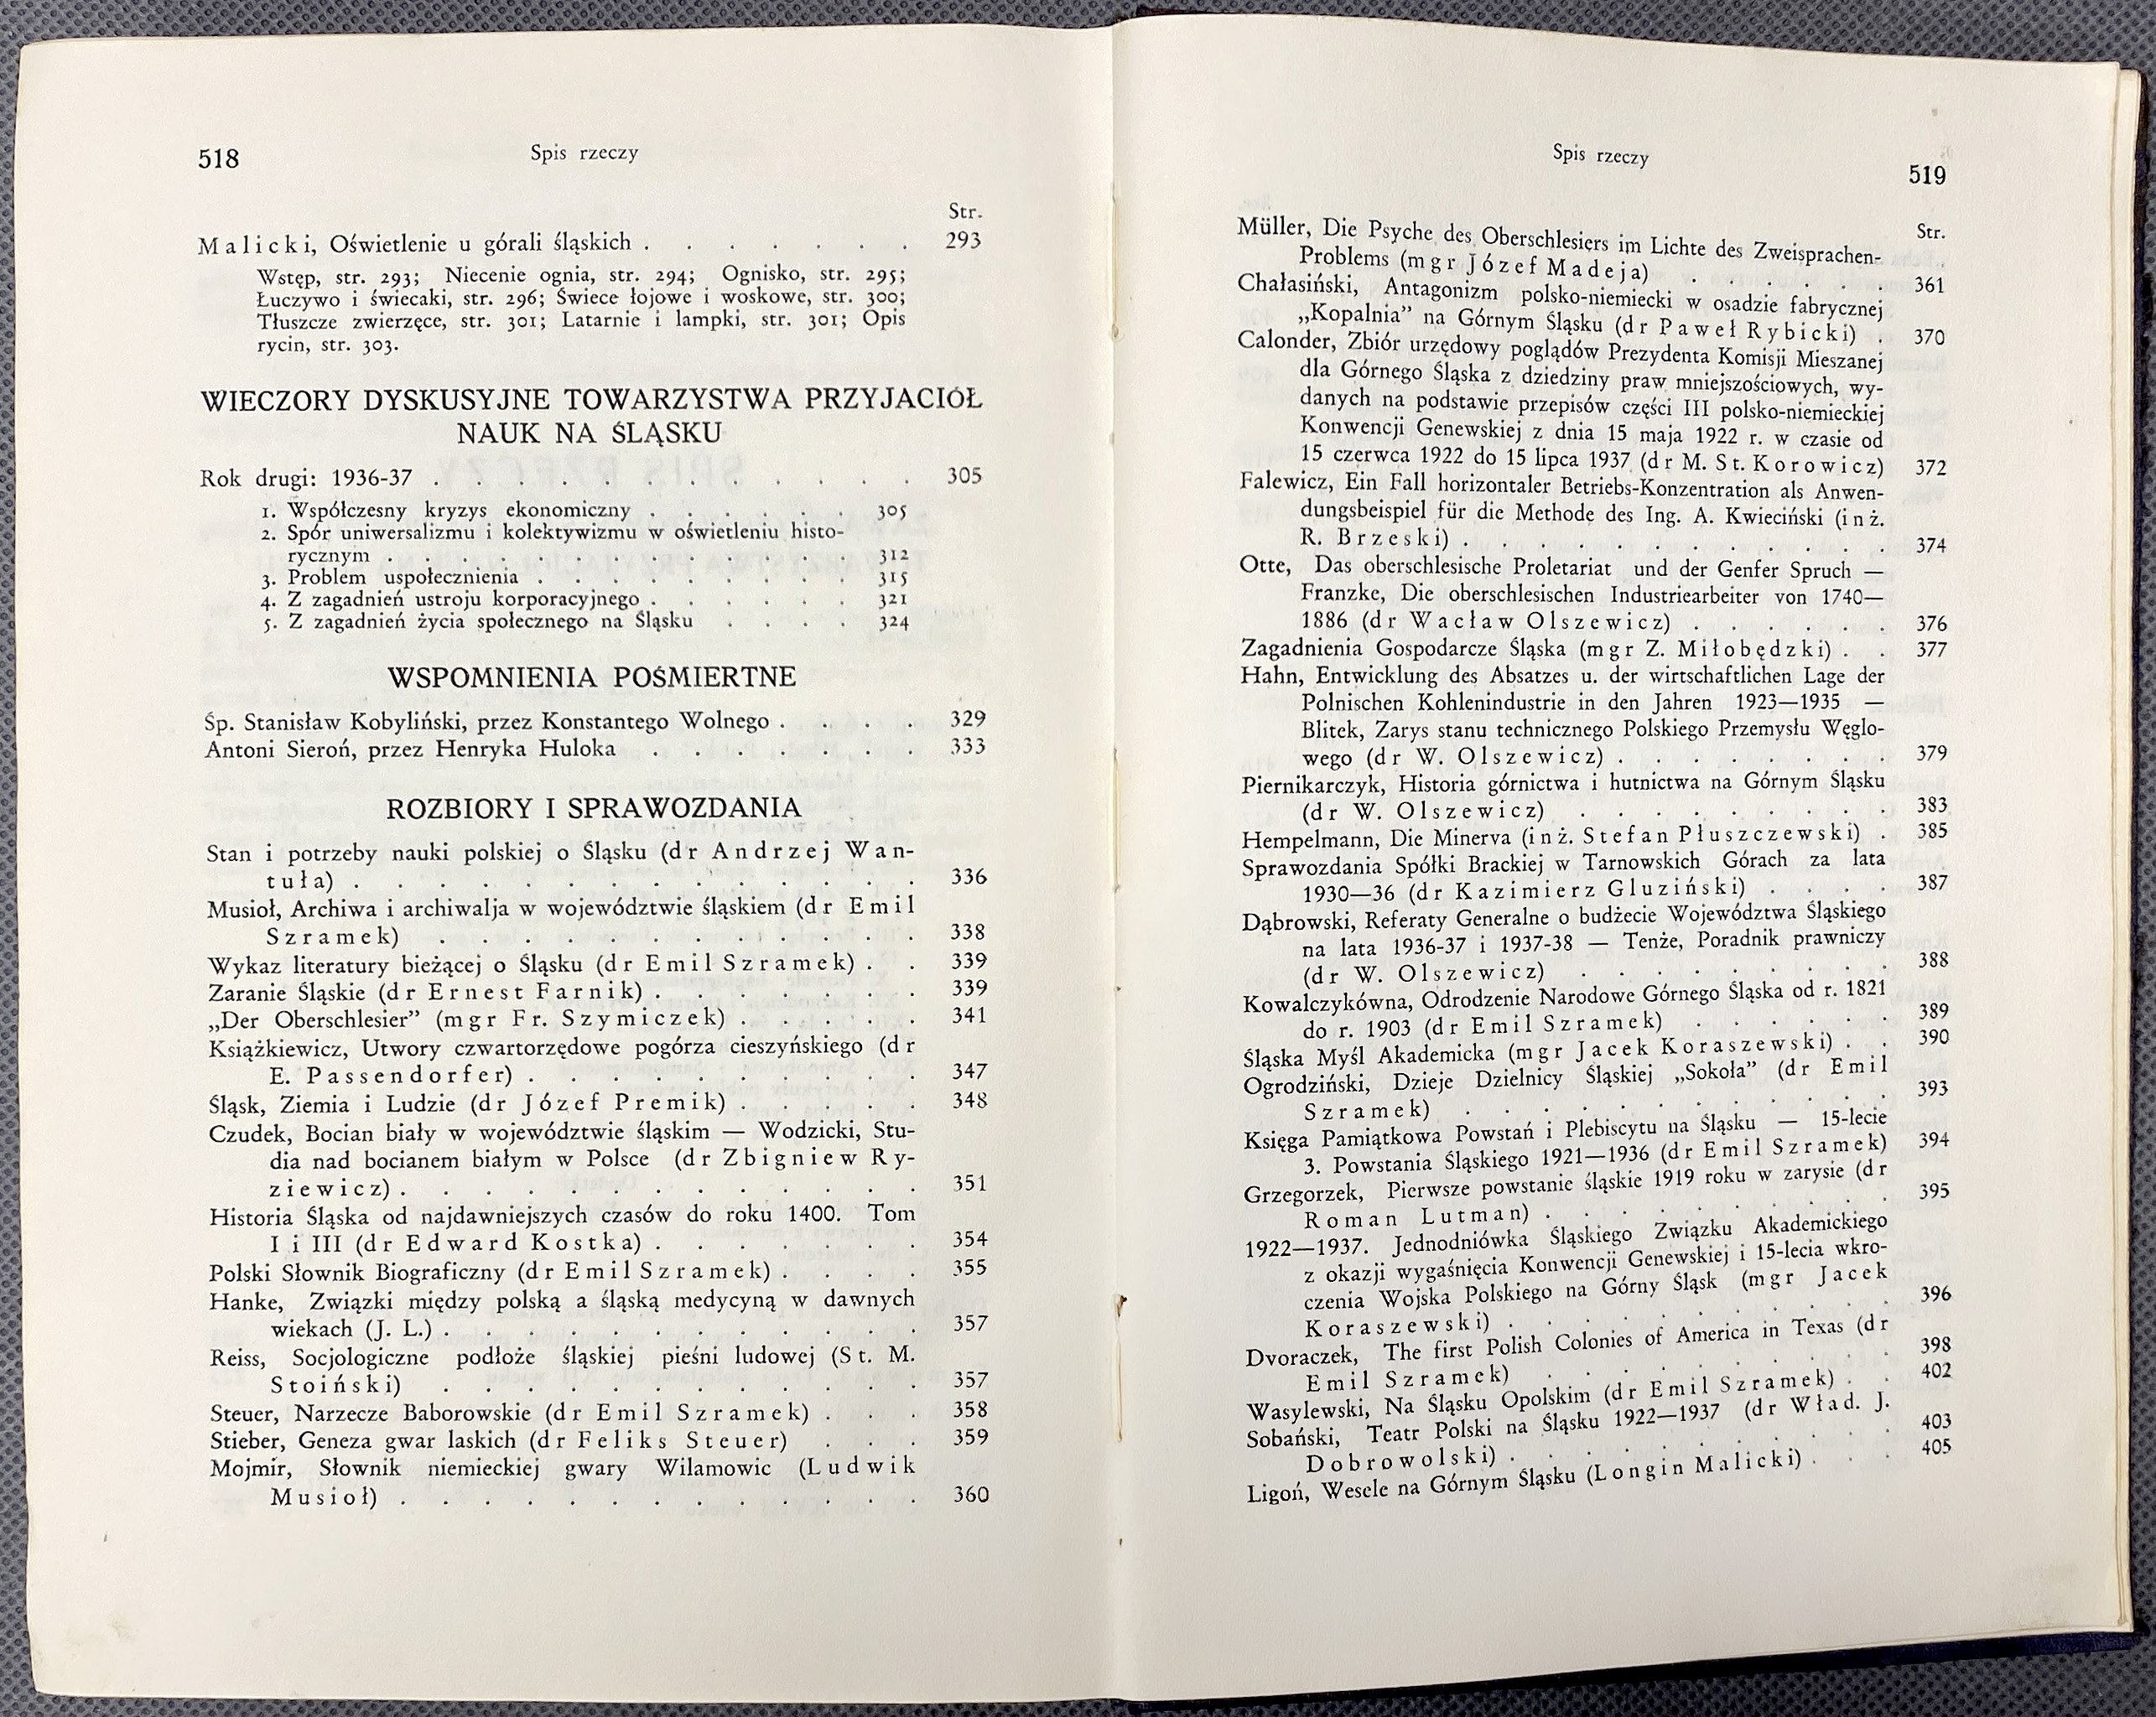 518
Spis rzeczy
Str.
Malicki, Oświetlenie u górali śląskich . . . . . . . 293
Wstęp, str. 293; Niecenie ognia, str. 294; Ognisko, str. 295;
Łuczywo i świecaki, str. 296; Świece łojowe i woskowe, str. 300;
Tłuszcze zwierzęce, str. 301; Latarnie i lampki, str. 301; Opis
rycin, str. 303.
WIECZORY DYSKUSYJNE TOWARZYSTWA PRZYJACIÓŁ
NAUK NA ŚLĄSKU
Rok drugi: 1936-37 . . . . . . . . . . . . 305
1. Współczesny kryzys ekonomiczny . . . . . . 305
2. Spór uniwersalizmu i kolektywizmu w oświetleniu histo-
rycznym . . . . . . . . . . . . 312
3. Problem uspołecznienia . . . . . . . . . 315
4. Z zagadnień ustroju korporacyjnego . . . . . . 321
5. Z zagadnień życia społecznego na Śląsku . . . . 324
WSPOMNIENIA POŚMIERTNE
Śp. Stanisław Kobyliński, przez Konstantego Wolnego . . . . 329
Antoni Sieroń, przez Henryka Huloka . . . . . . . 333
ROZBIORY I SPRAWOZDANIA
Stan i potrzeby nauki polskiej o Śląsku (dr Andrzej Wan-
tuła) . . . . . . . . . . . . . . 336
Musioł, Archiwa i archiwalja w województwie śląskiem (dr Emil
Szramek) . . . . . . . . . . . . 338
Wykaz literatury bieżącej o Śląsku (dr Emil Szramek) . . 339
Zaranie Śląskie (dr Ernest Farnik) . . . . . . . 339
„Der Oberschlesier” (mgr Fr. Szymiczek) . . . . . 341
Książkiewicz, Utwory czwartorzędowe pogórza cieszyńskiego (dr
E. Passendorfer) . . . . . . . . . . 347
Śląsk, Ziemia i Ludzie (dr Józef Premik) . . . . . 348
Czudek, Bocian biały w województwie śląskim — Wodzicki, Stu-
dia nad bocianem białym w Polsce (dr Zbigniew Ry-
ziewicz) . . . . . . . . . . . . . 351
Historia Śląska od najdawniejszych czasów do roku 1400. Tom
I i III (dr Edward Kostka) . . . . . . . 354
Polski Słownik Biograficzny (dr Emil Szramek) . . . . 355
Hanke, Związki między polską a śląską medycyną w dawnych
wiekach (J. L.) . . . . . . . . . . . . 357
Reiss, Socjologiczne podłoże śląskiej pieśni ludowej (St. M.
Stoiński) . . . . . . . . . . . . 357
Steuer, Narzecze Baborowskie (dr Emil Szramek) . . . 358
Stieber, Geneza gwar laskich (dr Feliks Steuer) . . . 359
Mojmír, Słownik niemieckiej gwary Wilamowic (Ludwik
Musioł) . . . . . . . . . . . . . 360
Spis rzeczy
519
Str.
Müller, Die Psyche des Oberschlesiers im Lichte des Zweisprachen-
Problems (mgr Józef Madeja) . . . . . . 361
Chałasiński, Antagonizm polsko-niemiecki w osadzie fabrycznej
„Kopalnia” na Górnym Śląsku (dr Paweł Rybicki) . 370
Calonder, Zbiór urzędowy poglądów Prezydenta Komisji Mieszanej
dla Górnego Śląska z dziedziny praw mniejszościowych, wy-
danych na podstawie przepisów części III polsko-niemieckiej
Konwencji Genewskiej z dnia 15 maja 1922 r. w czasie od
15 czerwca 1922 do 15 lipca 1937 (dr M. St. Korowicz) 372
Falewicz, Ein Fall horizontaler Betriebs-Konzentration als Anwen-
dungsbeispiel für die Methode des Ing. A. Kwieciński (inż.
R. Brzeski) . . . . . . . . . . . 374
Otte, Das oberschlesische Proletariat und der Genfer Spruch —
Franzke, Die oberschlesischen Industriearbeiter von 1740—
1886 (dr Wacław Olszewicz) . . . . . . 376
Zagadnienia Gospodarcze Śląska (mgr Z. Miłobędzki) . . 377
Hahn, Entwicklung des Absatzes u. der wirtschaftlichen Lage der
Polnischen Kohlenindustrie in den Jahren 1923—1935 —
Blitek, Zarys stanu technicznego Polskiego Przemysłu Węglo-
wego (dr W. Olszewicz) . . . . . . . 379
Piernikarczyk, Historia górnictwa i hutnictwa na Górnym Śląsku
(dr W. Olszewicz) . . . . . . . . 383
Hempelmann, Die Minerva (inż. Stefan Płuszczewski) . 385
Sprawozdania Spółki Brackiej w Tarnowskich Górach za lata
1930—36 (dr Kazimierz Gluziński) . . . . 387
Dąbrowski, Referaty Generalne o budżecie Województwa Śląskiego
na lata 1936-37 i 1937-38 — Tenże, Poradnik prawniczy
(dr W. Olszewicz) . . . . . . . . 388
Kowalczykówna, Odrodzenie Narodowe Górnego Śląska od r. 1821
do r. 1903 (dr Emil Szramek) . . . . . . 389
Śląska Myśl Akademicka (mgr Jacek Koraszewski) . . 390
Ogrodziński, Dzieje Dzielnicy Śląskiej „Sokoła” (dr Emil
Szramek) . . . . . . . . . . . 393
Księga Pamiątkowa Powstań i Plebiscytu na Śląsku — 15-lecie
3. Powstania Śląskiego 1921—1936 (dr Emil Szramek) 394
Grzegorzek, Pierwsze powstanie śląskie 1919 roku w zarysie (dr
Roman Lutman) . . . . . . . . . 395
1922—1937. Jednodniówka Śląskiego Związku Akademickiego
z okazji wygaśnięcia Konwencji Genewskiej i 15-lecia wkro-
czenia Wojska Polskiego na Górny Śląsk (mgr Jacek
Koraszewski) . . . . . . . . . . 396
Dvoraczek, The first Polish Colonies of America in Texas (dr
Emil Szramek) . . . . . . . . . 398
Wasylewski, Na Śląsku Opolskim (dr Emil Szramek) . . 402
Sobański, Teatr Polski na Śląsku 1922—1937 (dr Wład. J.
Dobrowolski) . . . . . . . . . . 403
Ligoń, Wesele na Górnym Śląsku (Longin Malicki) . . . 405